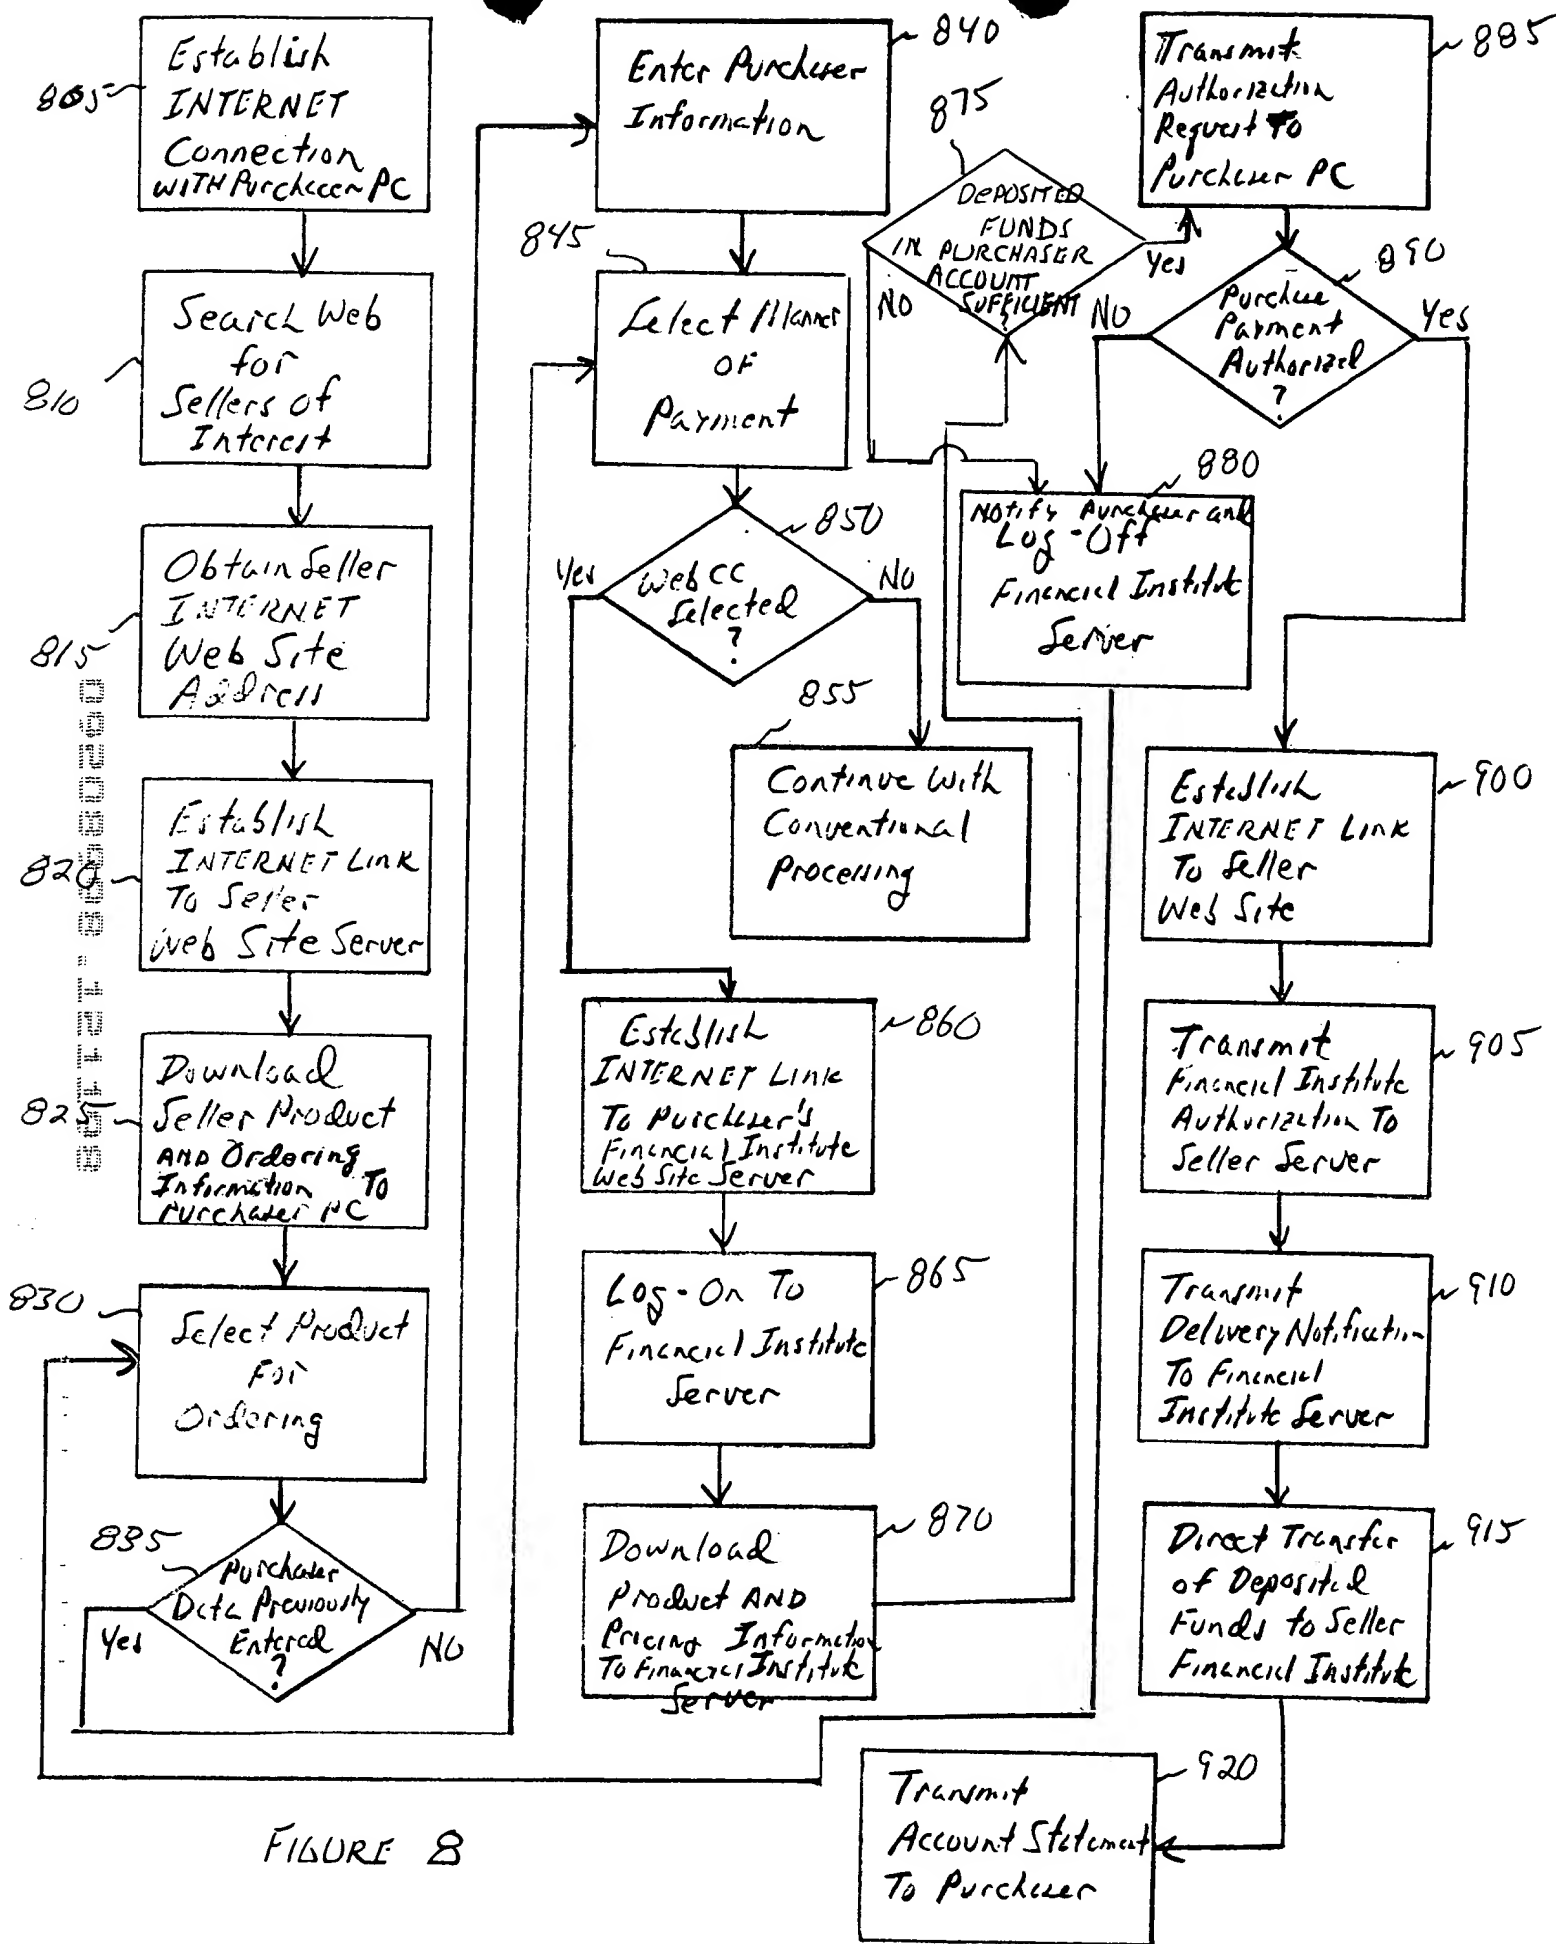 805
Establish
INTERNET
Connection
WITH Purchaser PC
810
Search Web
for
Sellers of
Interest
815
Obtain Seller
INTERNET
Web Site
Address
820
Establish
INTERNET Link
To Seller
Web Site Server
825
Download
Seller Product
AND Ordering
Information To
Purchaser PC
830
Select Product
For
Ordering
835
Purchaser
Data Previously
Entered
?
Yes
NO
840
Enter Purchaser
Information
845
Select Manner
OF
Payment
850
Web CC
Selected
?
Yes
No
855
Continue With
Conventional
Processing
860
Establish
INTERNET Link
To Purchaser's
Financial Institute
Web Site Server
865
Log-On To
Financial Institute
Server
870
Download
Product AND
Pricing Information
To Financial Institute
Server
875
DEPOSITED
FUNDS
IN PURCHASER
ACCOUNT
SUFFICIENT
?
Yes
NO
880
Notify Purchaser and
Log-Off
Financial Institute
Server
885
Transmit
Authorization
Request To
Purchaser PC
890
Purchase
Payment
Authorized
?
NO
Yes
900
Establish
INTERNET Link
To Seller
Web Site
905
Transmit
Financial Institute
Authorization To
Seller Server
910
Transmit
Delivery Notification
To Financial
Institute Server
915
Direct Transfer
of Deposited
Funds to Seller
Financial Institute
920
Transmit
Account Statement
To Purchaser
FIGURE 8